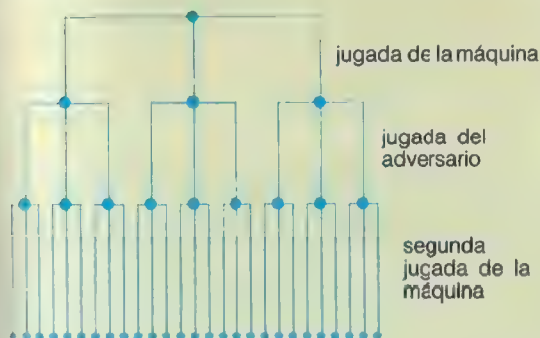 jugada de la máquina
jugada del
adversario
segunda
jugada de la
máquina